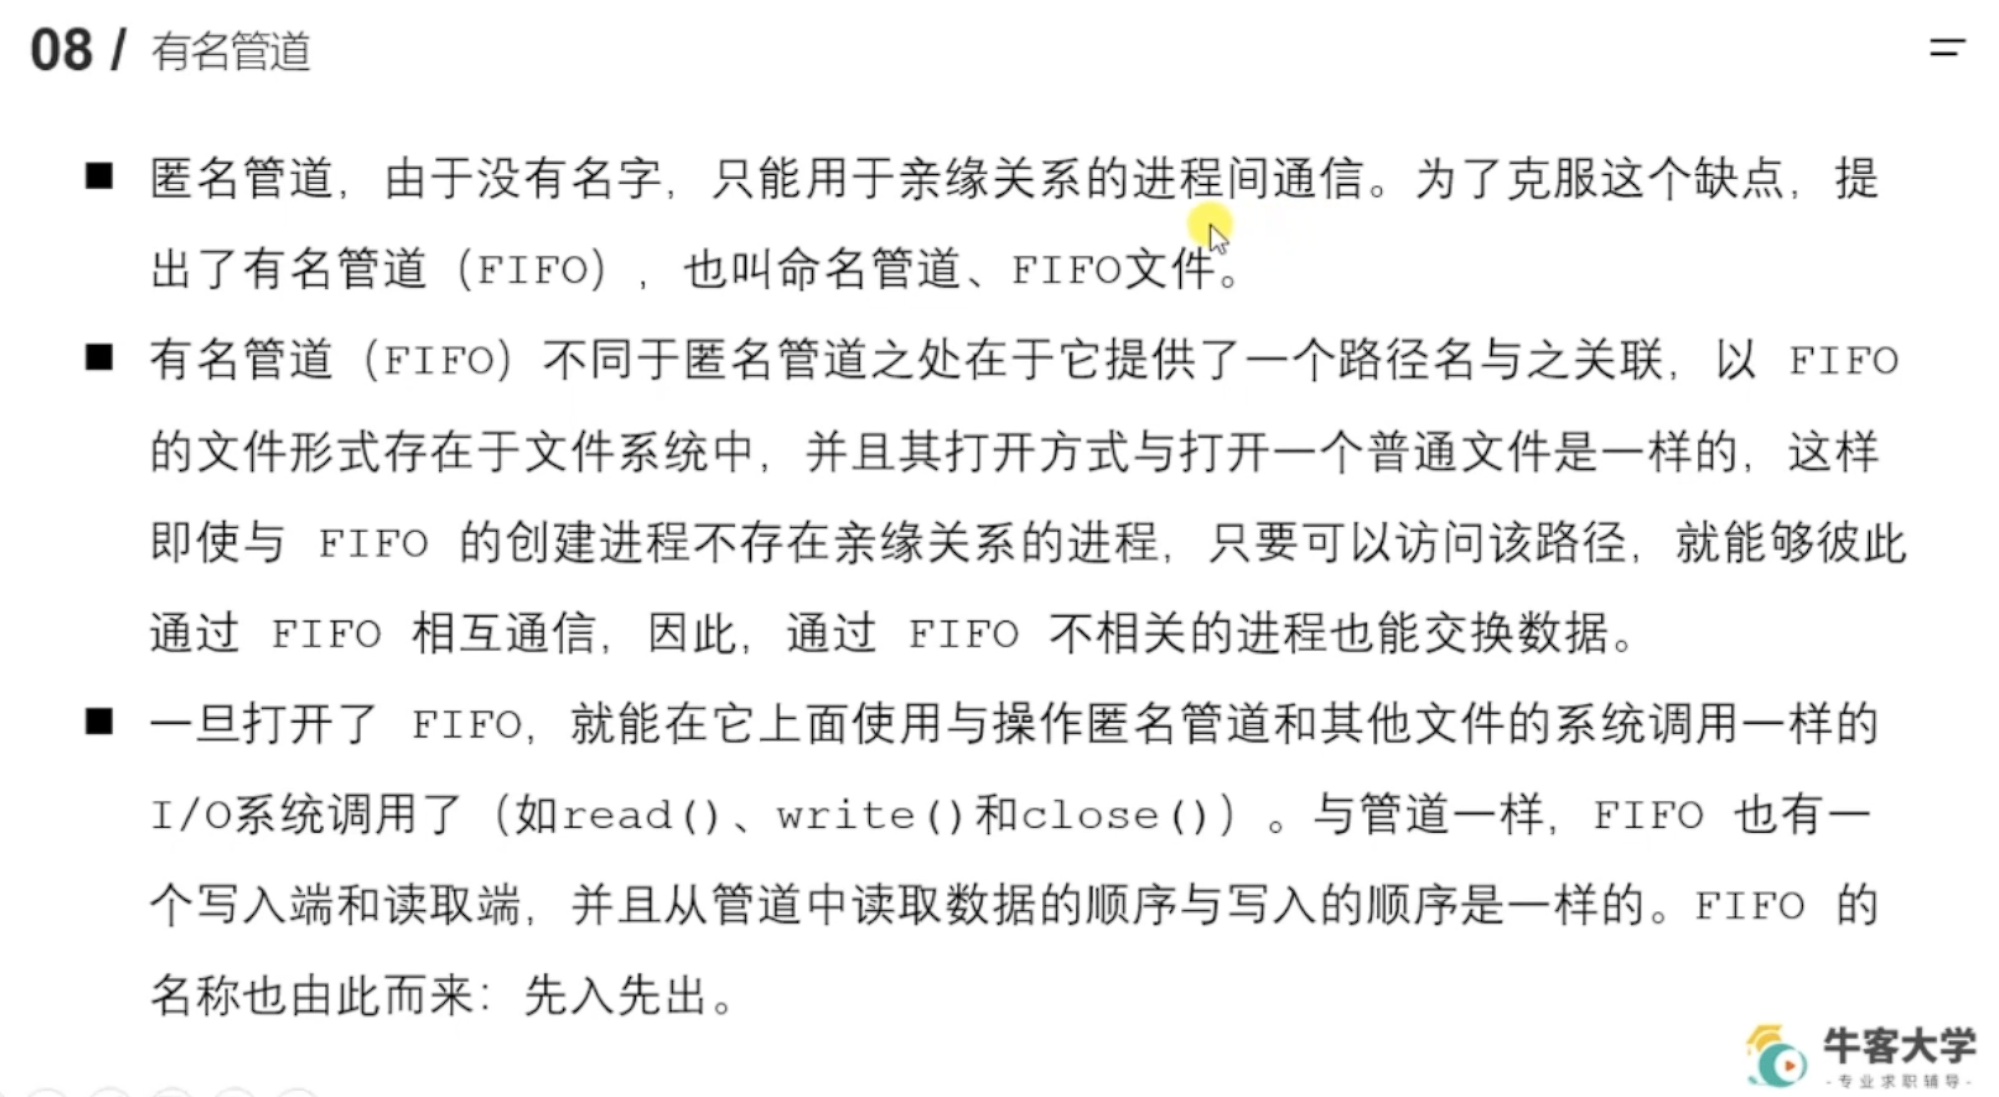 08 / 有名管道
■ 匿名管道，由于没有名字，只能用于亲缘关系的进程间通信。为了克服这个缺点，提
出了有名管道（FIFO），也叫命名管道、FIFO文件。
■ 有名管道（FIFO）不同于匿名管道之处在于它提供了一个路径名与之关联，以 FIFO
的文件形式存在于文件系统中，并且其打开方式与打开一个普通文件是一样的，这样
即使与 FIFO 的创建进程不存在亲缘关系的进程，只要可以访问该路径，就能够彼此
通过 FIFO 相互通信，因此，通过 FIFO 不相关的进程也能交换数据。
■ 一旦打开了 FIFO，就能在它上面使用与操作匿名管道和其他文件的系统调用一样的
I/O系统调用了（如read()、write()和close()）。与管道一样，FIFO 也有一
个写入端和读取端，并且从管道中读取数据的顺序与写入的顺序是一样的。FIFO 的
名称也由此而来：先入先出。
牛客大学
-专业求职辅导-